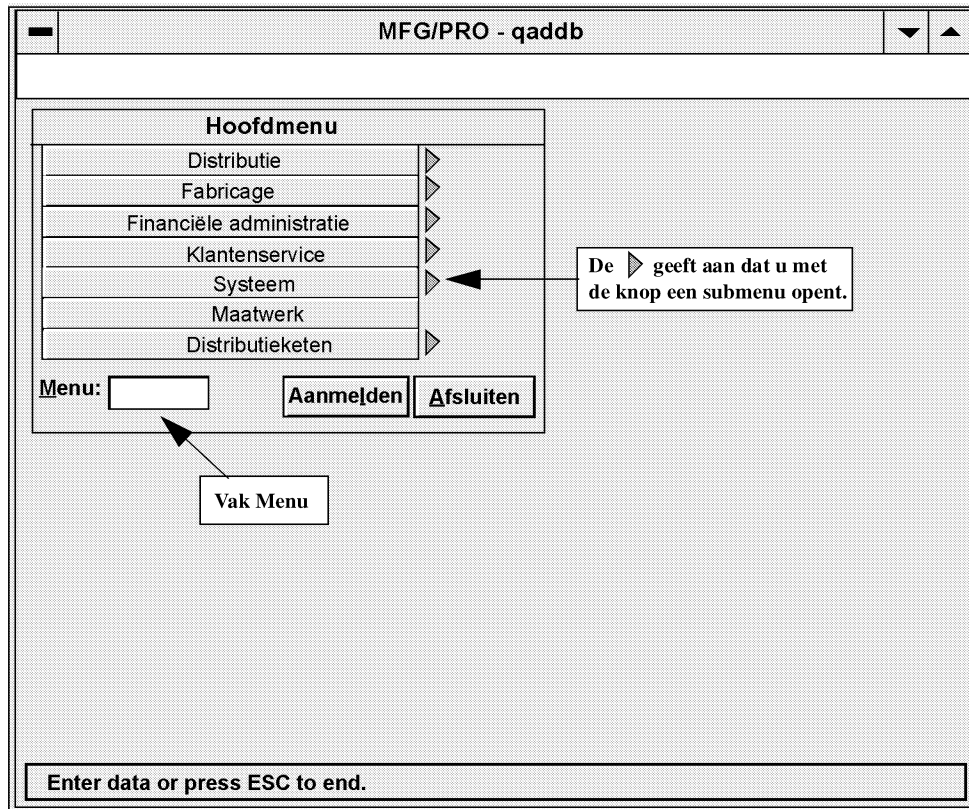 MFG/PRO - qaddb
Hoofdmenu
Distributie
Fabricage
Financiële administratie
Klantenservice
Systeem
Maatwerk
Distributieketen
De geeft aan dat u met
de knop een submenu opent.
Menu:
Aanmelden
Afsluiten
Vak Menu
Enter data or press ESC to end.